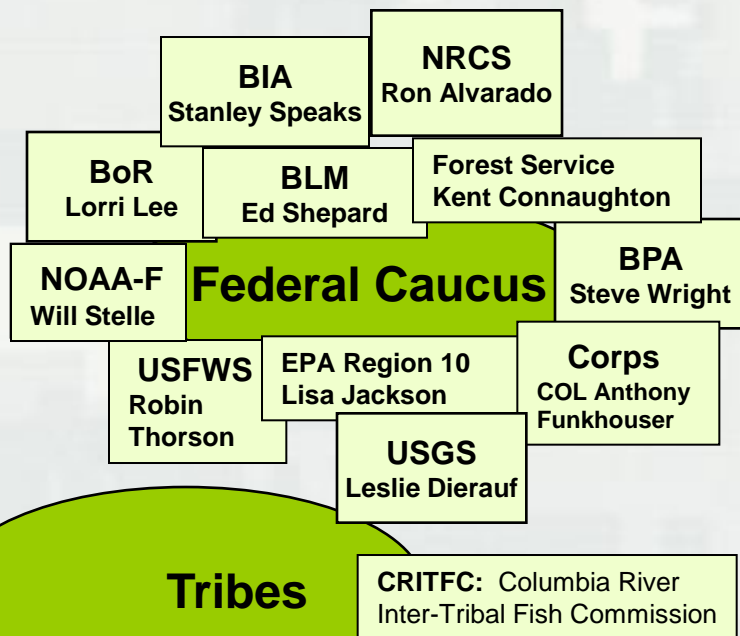 NRCS
Ron Alvarado
BIA
Stanley Speaks
BoR
Lorri Lee
BLM
Ed Shepard
Forest Service
Kent Connaughton
NOAA-F
Will Stelle
Federal Caucus
BPA
Steve Wright
USFWS
Robin
Thorson
EPA Region 10
Lisa Jackson
Corps
COL Anthony
Funkhouser
USGS
Leslie Dierauf
Tribes
CRITFC: Columbia River
Inter-Tribal Fish Commission